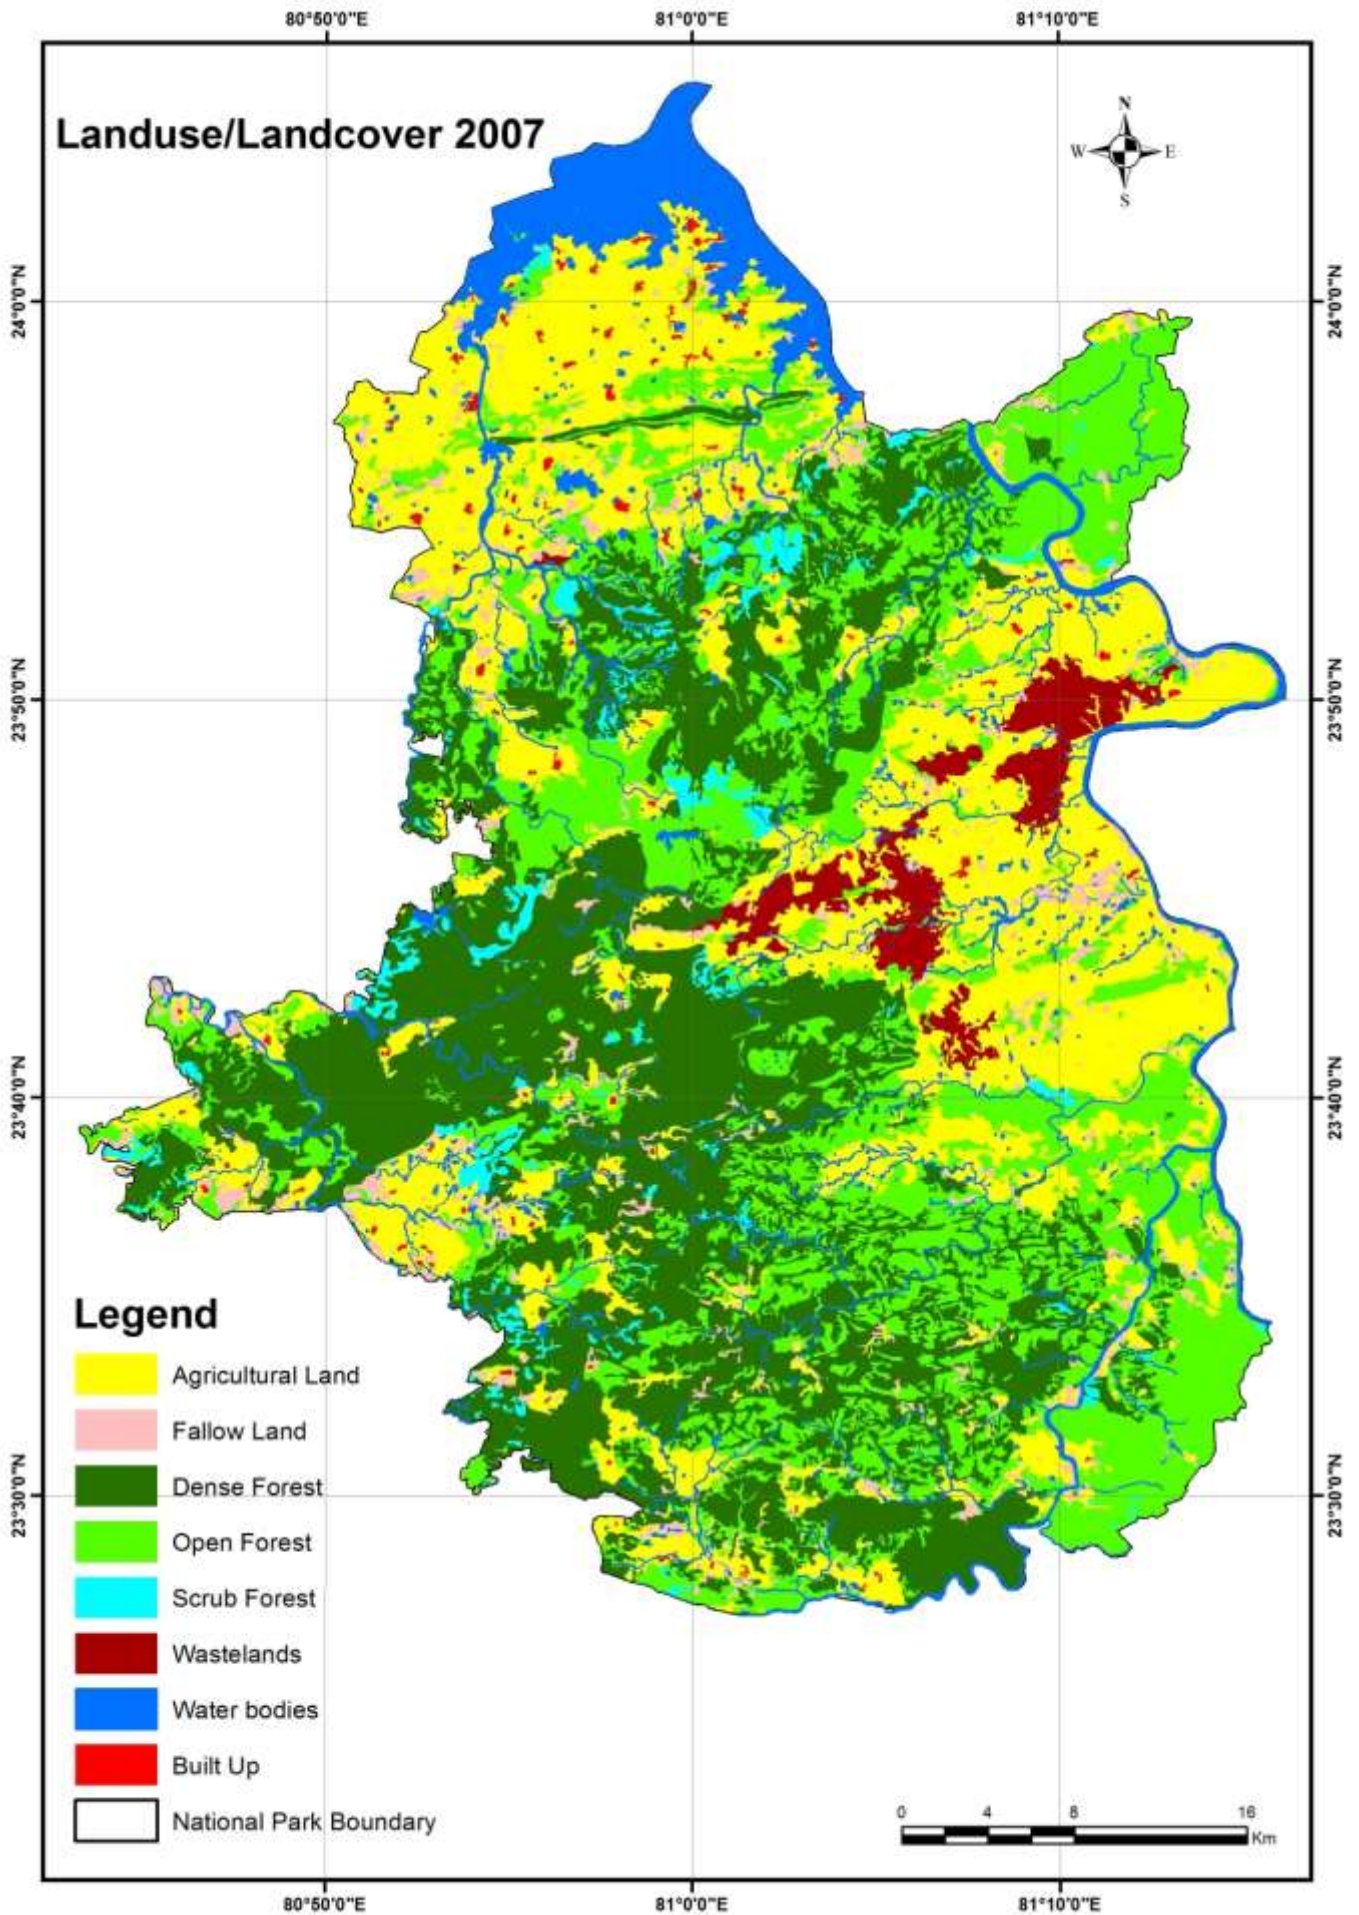 80°50'0"E 81°0'0"E 81°10'0"E
Landuse/Landcover 2007
N
W E
S
24°0'0"N 24°0'0"N
23°50'0"N 23°50'0"N
23°40'0"N 23°40'0"N
Legend
Agricultural Land
Fallow Land
Dense Forest
23°30'0"N 23°30'0"N
Open Forest
Scrub Forest
Wastelands
Water bodies
Built Up
National Park Boundary
0 4 8 16
Km
80°50'0"E 81°0'0"E 81°10'0"E